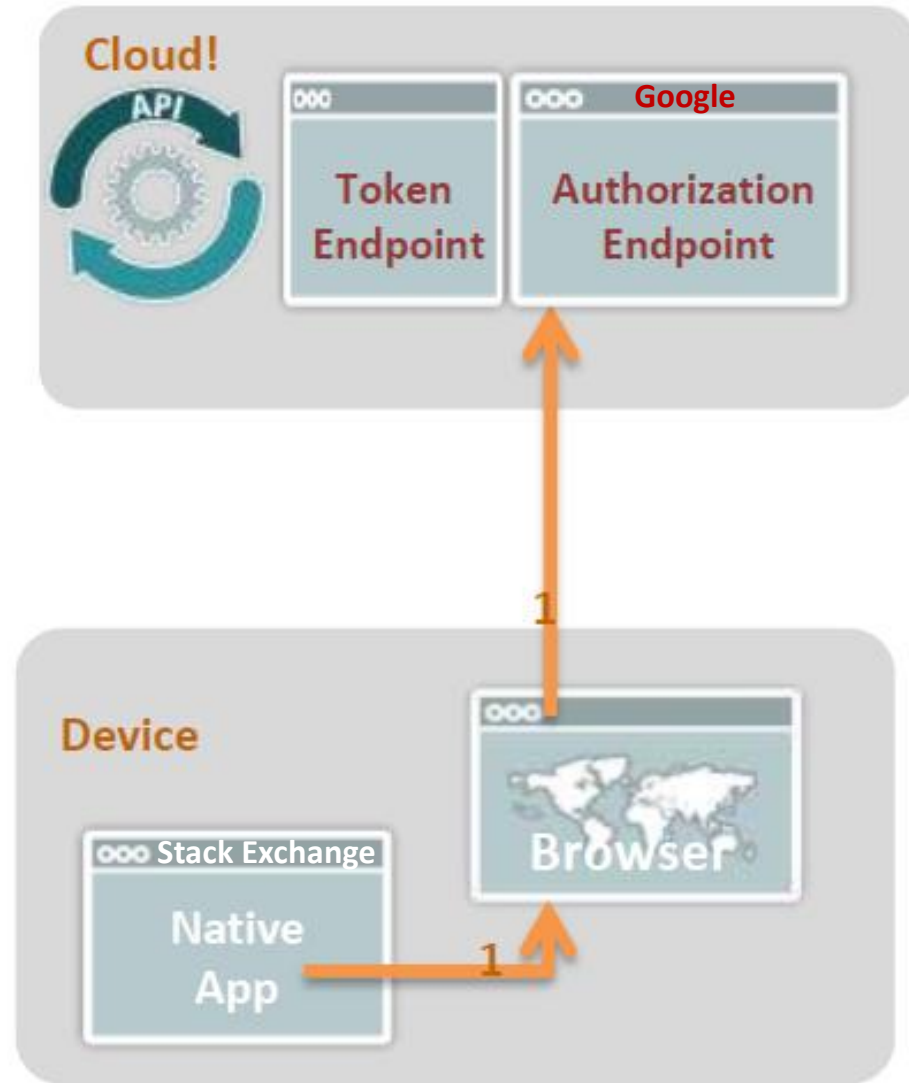 Cloud!
API
Google
Token
Endpoint
Authorization
Endpoint
1
Device
Stack Exchange
Native
App
Browser
1